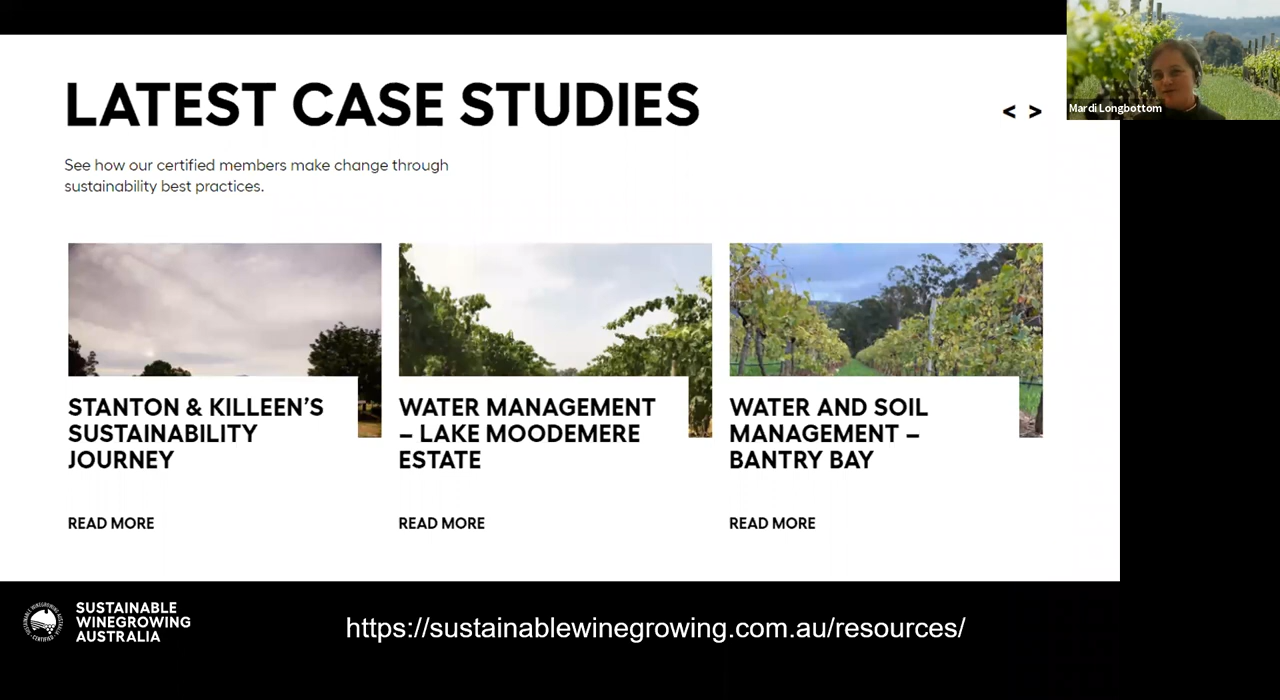 LATEST CASE STUDIES
< >
Mardi Longbottom
See how our certified members make change through
sustainability best practices.
STANTON & KILLEEN’S
SUSTAINABILITY
JOURNEY
READ MORE
WATER MANAGEMENT
– LAKE MOODEMERE
ESTATE
READ MORE
WATER AND SOIL
MANAGEMENT –
BANTRY BAY
READ MORE
SUSTAINABLE
WINEGROWING
AUSTRALIA
https://sustainablewinegrowing.com.au/resources/